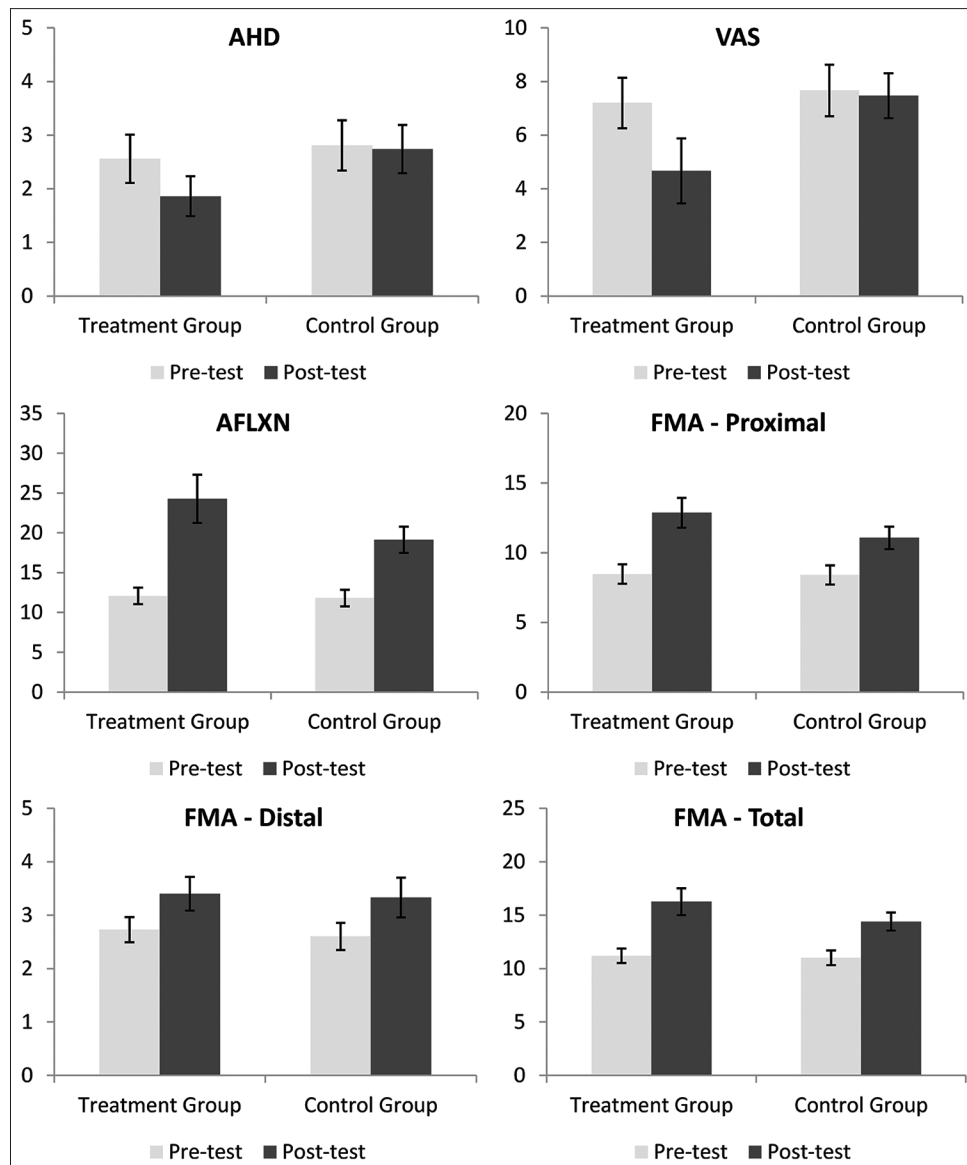 AHD
5
4
3
2
1
0
Treatment Group Control Group
Pre-test Post-test
VAS
10
8
6
4
2
0
Treatment Group Control Group
Pre-test Post-test
AFLXN
35
30
25
20
15
10
5
0
Treatment Group Control Group
Pre-test Post-test
FMA - Proximal
20
15
10
5
0
Treatment Group Control Group
Pre-test Post-test
FMA - Distal
5
4
3
2
1
0
Treatment Group Control Group
Pre-test Post-test
FMA - Total
25
20
15
10
5
0
Treatment Group Control Group
Pre-test Post-test